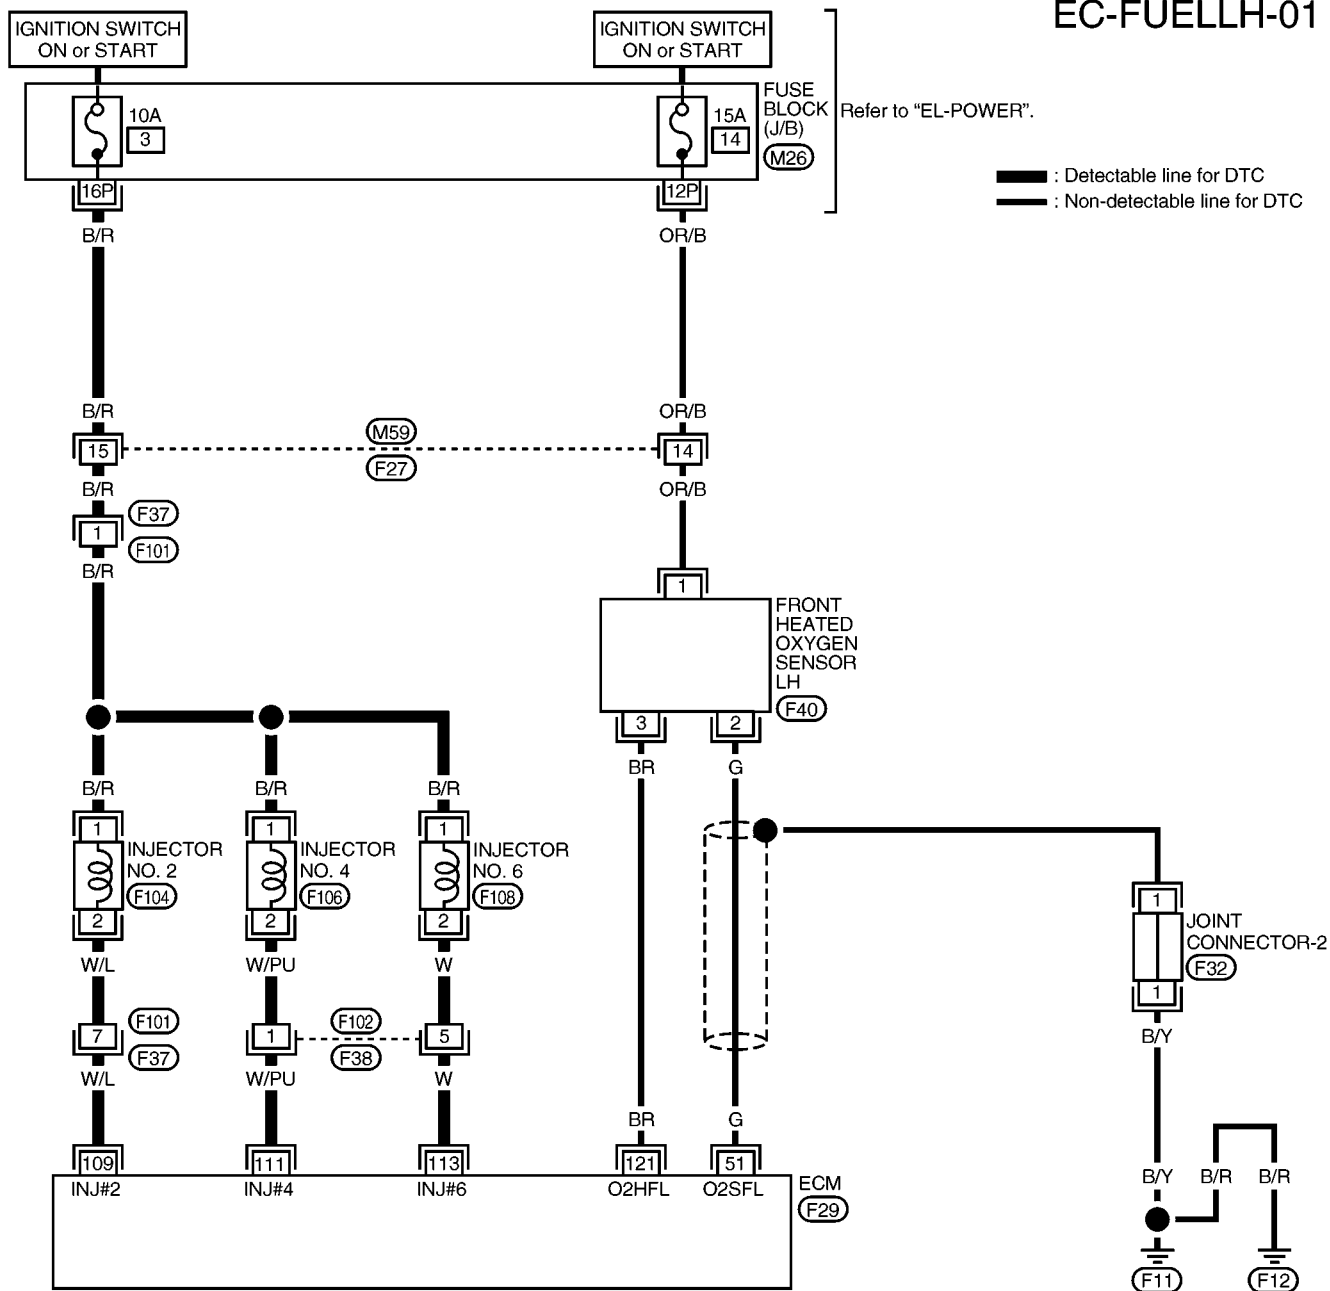 EC-FUELLH-01
IGNITION SWITCH
ON or START
IGNITION SWITCH
ON or START
10A
3
15A
14
FUSE
BLOCK
(J/B)
M26
Refer to “EL-POWER”.
: Detectable line for DTC
: Non-detectable line for DTC
16P
12P
B/R
OR/B
B/R
OR/B
15
M59
F27
14
B/R
OR/B
1
F37
F101
B/R
1
FRONT
HEATED
OXYGEN
SENSOR
LH
F40
3
2
BR
G
B/R
B/R
B/R
1
INJECTOR
NO. 2
F104
2
1
INJECTOR
NO. 4
F106
2
1
INJECTOR
NO. 6
F108
2
1
JOINT
CONNECTOR-2
F32
1
W/L
W/PU
W
7
F101
F37
1
F102
F38
5
B/Y
W/L
W/PU
W
BR
G
109
111
113
121
51
INJ#2
INJ#4
INJ#6
O2HFL
O2SFL
ECM
F29
B/Y
B/R
B/R
F11
F12